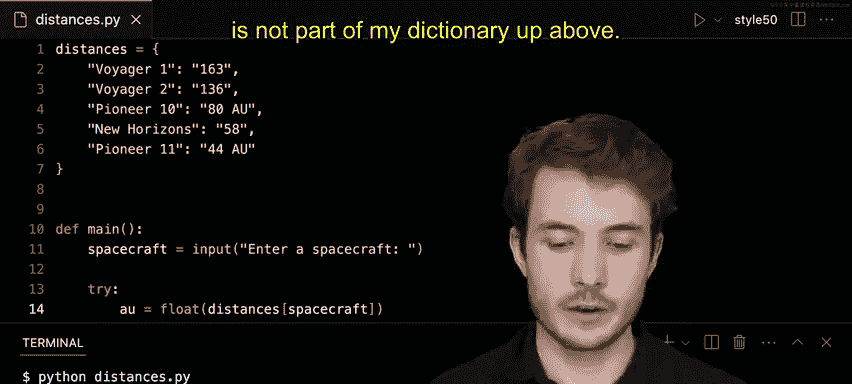 distances.py
style50
is not part of my dictionary up above.
1 distances = {
2 "Voyager 1": "163",
3 "Voyager 2": "136",
4 "Pioneer 10": "80 AU",
5 "New Horizons": "58",
6 "Pioneer 11": "44 AU"
7 }
8
9
10 def main():
11 spacecraft = input("Enter a spacecraft: ")
12
13 try:
14 au = float(distances[spacecraft])
TERMINAL
$ python distances.py